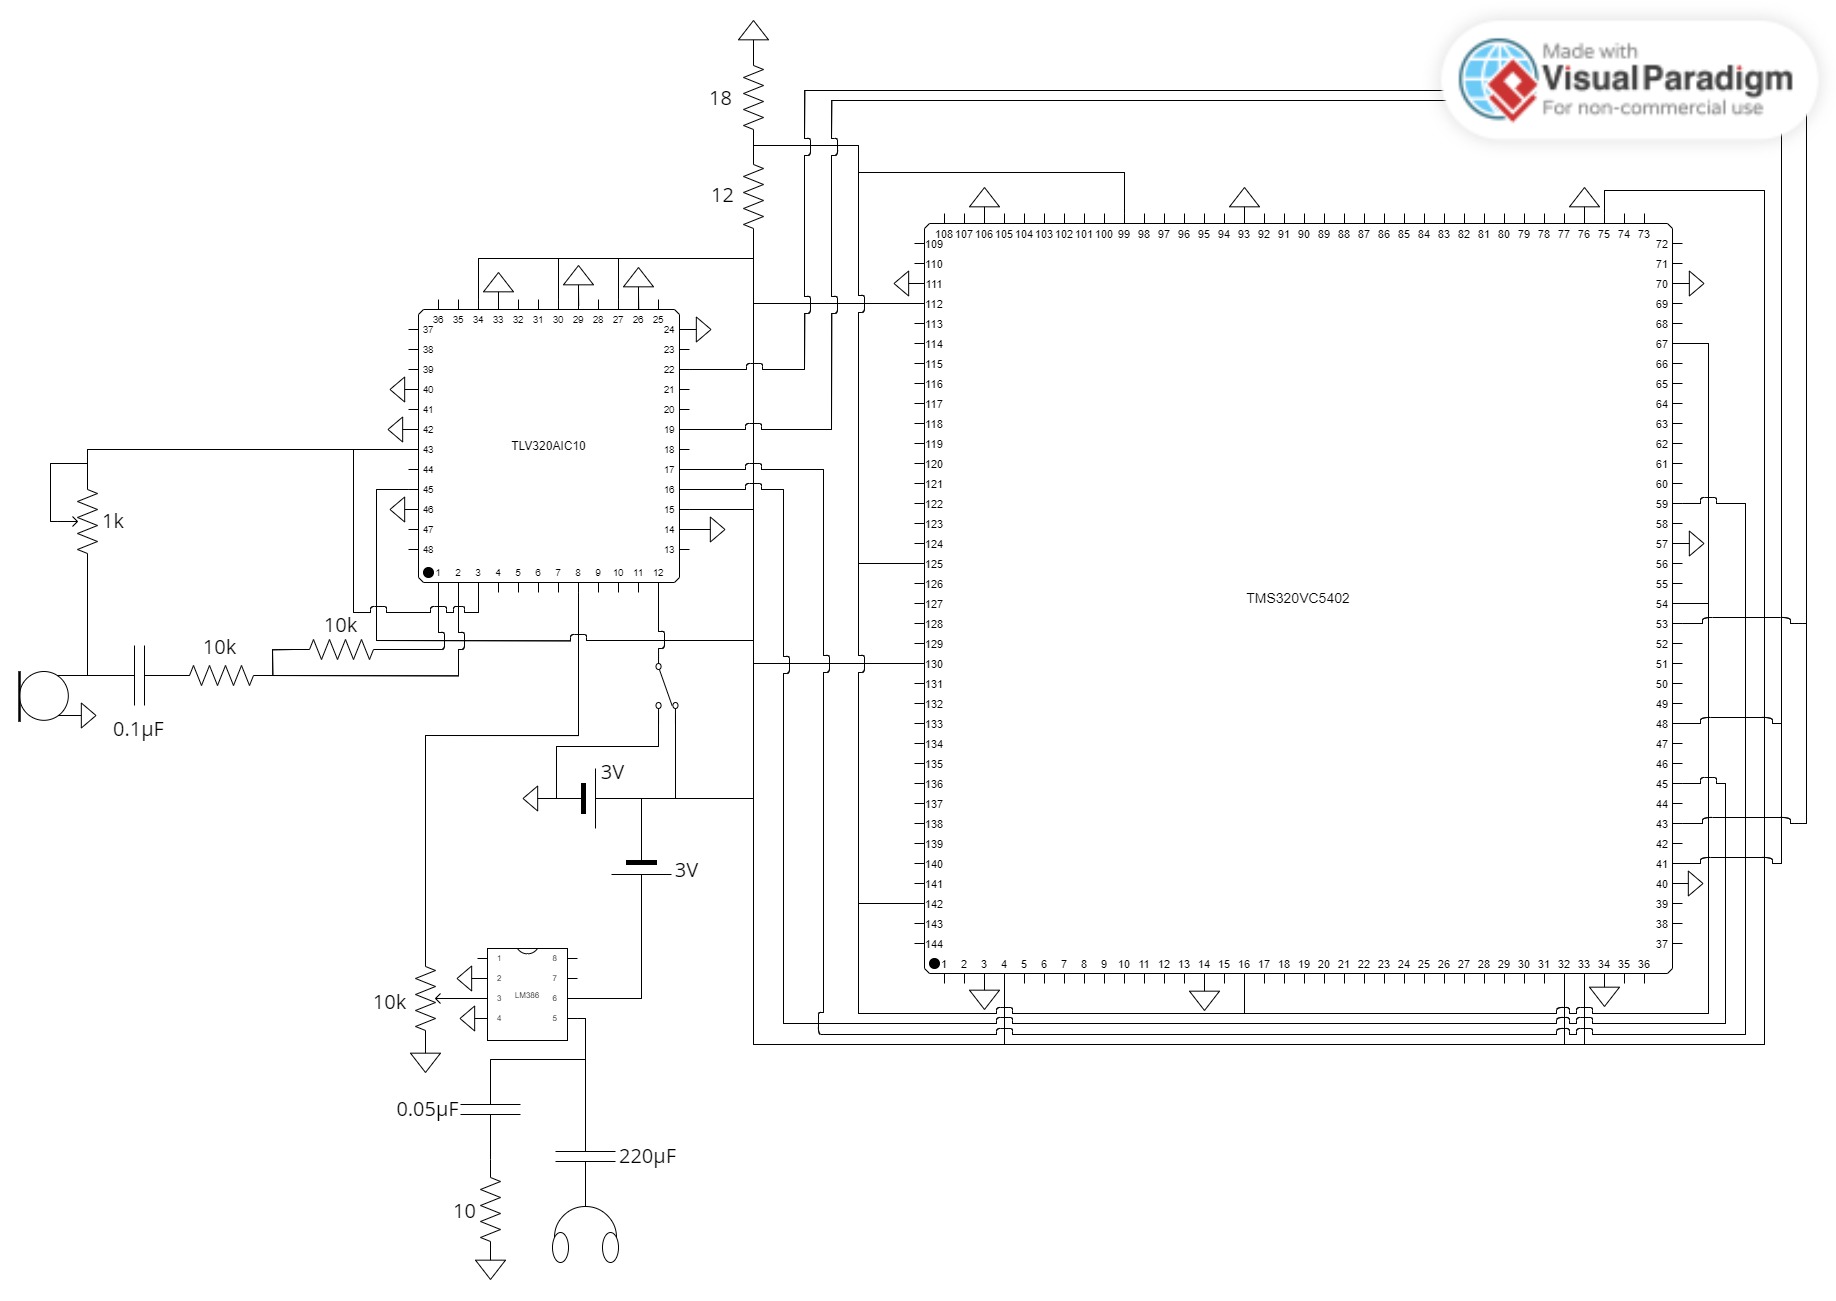 Made with
Visual Paradigm
For non-commercial use
18
12
108 107 106 105 104 103 102 101 100 99 98 97 96 95 94 93 92 91 90 89 88 87 86 85 84 83 82 81 80 79 78 77 76 75 74 73
109 72
110 71
111 70
112 69
113 68
114 67
115 66
116 65
117 64
118 63
119 62
120 61
121 60
122 59
123 58
124 57
125 56
126 55
127 54
128 53
129 52
130 51
131 50
132 49
133 48
134 47
135 46
136 45
137 44
138 43
139 42
140 41
141 40
142 39
143 38
144 37
1 2 3 4 5 6 7 8 9 10 11 12 13 14 15 16 17 18 19 20 21 22 23 24 25 26 27 28 29 30 31 32 33 34 35 36
TMS320VC5402
36 35 34 33 32 31 30 29 28 27 26 25
37 24
38 23
39 22
40 21
41 20
42 19
43 18
44 17
45 16
46 15
47 14
48 13
1 2 3 4 5 6 7 8 9 10 11 12
TLV320AIC10
1k
10k
10k
0.1µF
3V
3V
1 8
2 7
3 6
4 5
LM386
10k
0.05µF
220µF
10